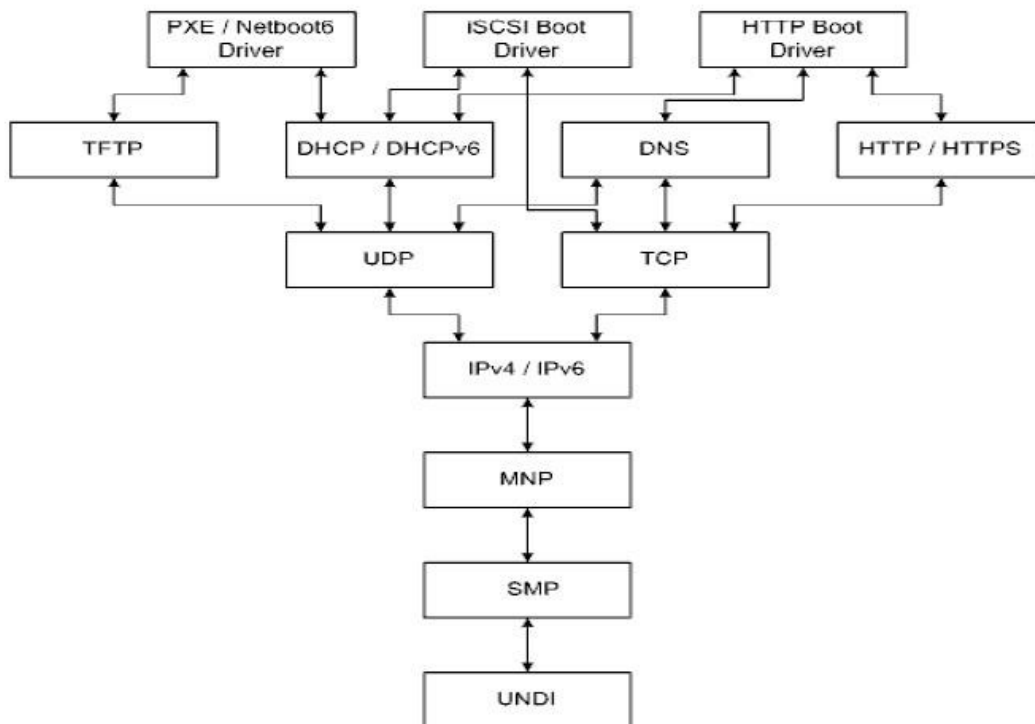 PXE / Netboot6
Driver
iSCSI Boot
Driver
HTTP Boot
Driver
TFTP
DHCP / DHCPv6
DNS
HTTP / HTTPS
UDP
TCP
IPv4 / IPv6
MNP
SMP
UNDI